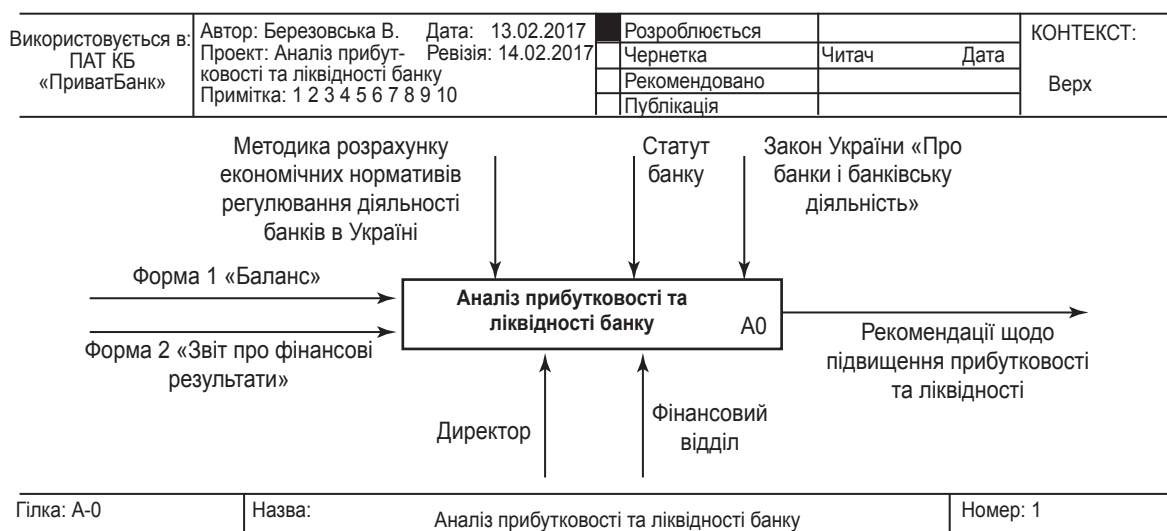 Використовується в:
ПАТ КБ
«ПриватБанк»
Автор: Березовська В. Дата: 13.02.2017
Проект: Аналіз прибут- Ревізія: 14.02.2017
ковості та ліквідності банку
Примітка: 1 2 3 4 5 6 7 8 9 10
Розроблюється
Чернетка
Рекомендовано
Публікація
Читач Дата
КОНТЕКСТ:
Верх
Методика розрахунку
економічних нормативів
регулювання діяльності
банків в Україні
Статут
банку
Закон України «Про
банки і банківську
діяльність»
Форма 1 «Баланс»
Форма 2 «Звіт про фінансові
результати»
Аналіз прибутковості та
ліквідності банку
А0
Рекомендації щодо
підвищення прибутковості
та ліквідності
Директор
Фінансовий
відділ
Гілка: А-0
Назва:
Аналіз прибутковості та ліквідності банку
Номер: 1